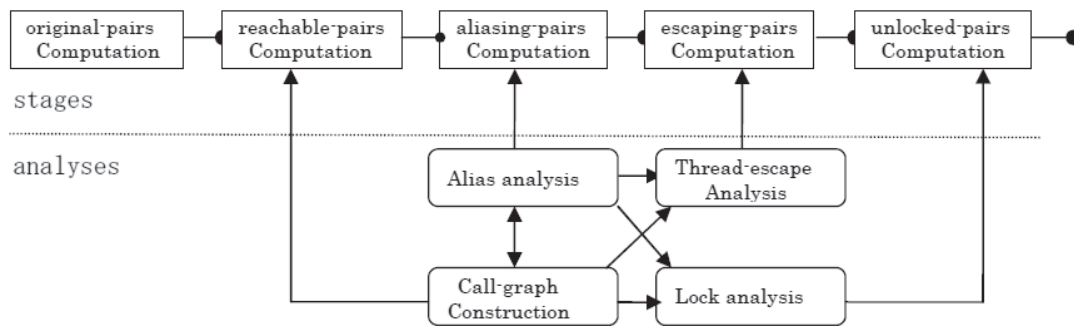 original-pairs
Computation
reachable-pairs
Computation
aliasing-pairs
Computation
escaping-pairs
Computation
unlocked-pairs
Computation
stages
analyses
Alias analysis
Thread-escape
Analysis
Call-graph
Construction
Lock analysis